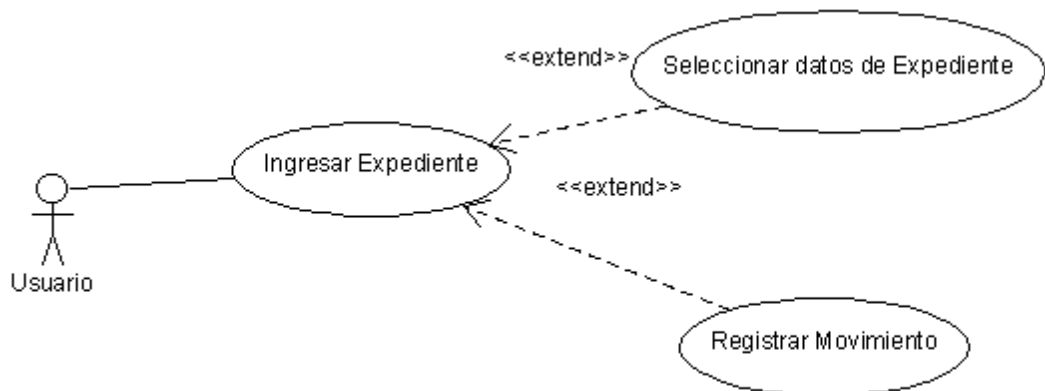 <<extend>>
Seleccionar datos de Expediente
Ingresar Expediente
<<extend>>
Usuario
Registrar Movimiento